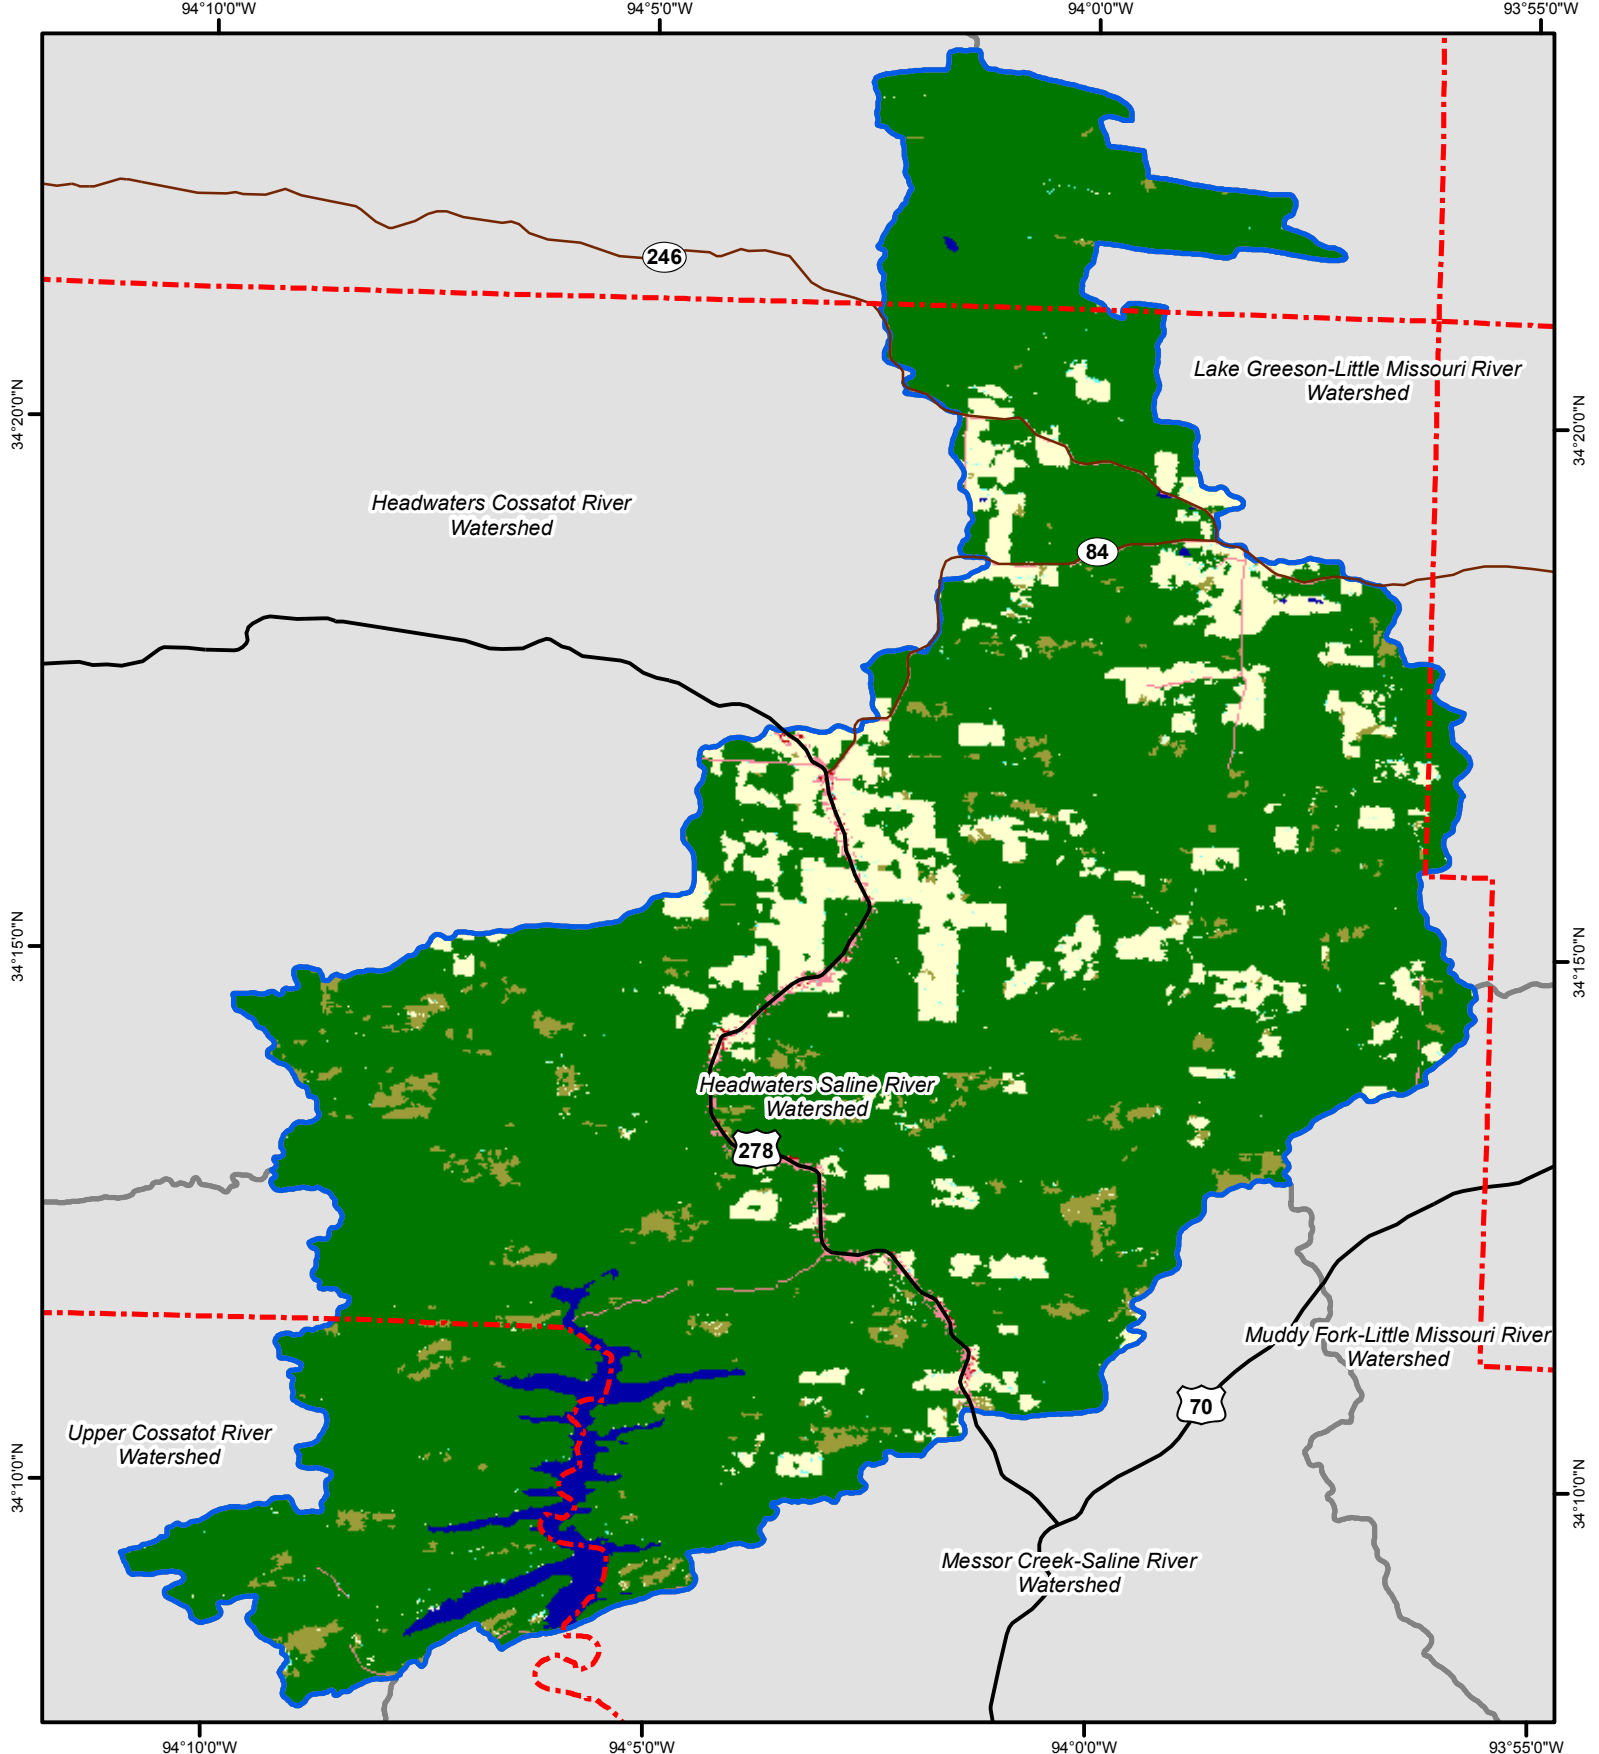 94°10'0"W
94°5'0"W
94°0'0"W
93°55'0"W
246
Lake Greeson-Little Missouri River
Watershed
34°20'0"N
34°20'0"N
Headwaters Cossatot River
Watershed
84
34°15'0"N
34°15'0"N
Headwaters Saline River
Watershed
278
Muddy Fork-Little Missouri River
Watershed
70
Upper Cossatot River
Watershed
34°10'0"N
34°10'0"N
Messor Creek-Saline River
Watershed
94°10'0"W
94°5'0"W
94°0'0"W
93°55'0"W